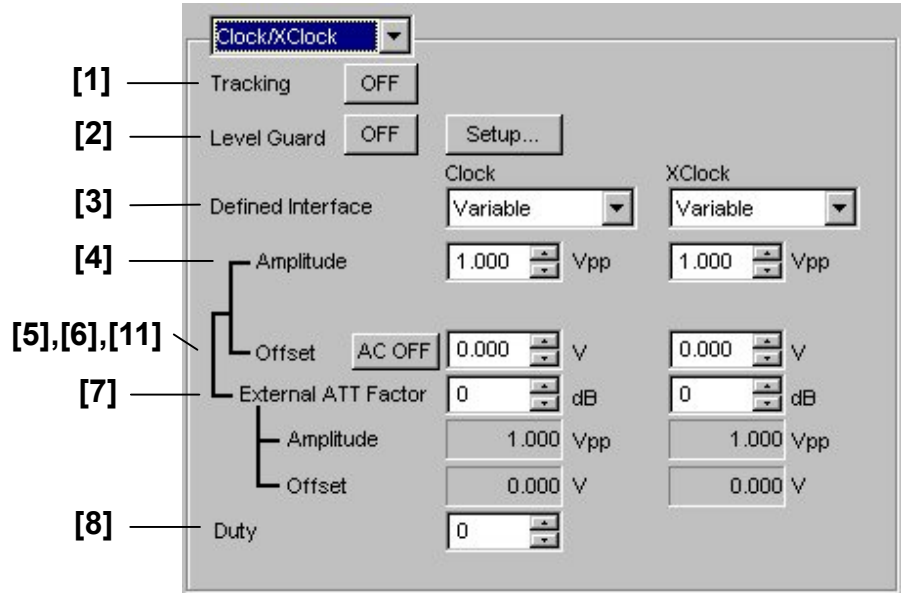 Clock/XClock
[1] Tracking OFF
[2] Level Guard OFF Setup...
Clock XClock
[3] Defined Interface Variable Variable
[4] Amplitude 1.000 Vpp 1.000 Vpp
[5],[6],[11] Offset AC OFF 0.000 V 0.000 V
[7] External ATT Factor 0 dB 0 dB
Amplitude 1.000 Vpp 1.000 Vpp
Offset 0.000 V 0.000 V
[8] Duty 0